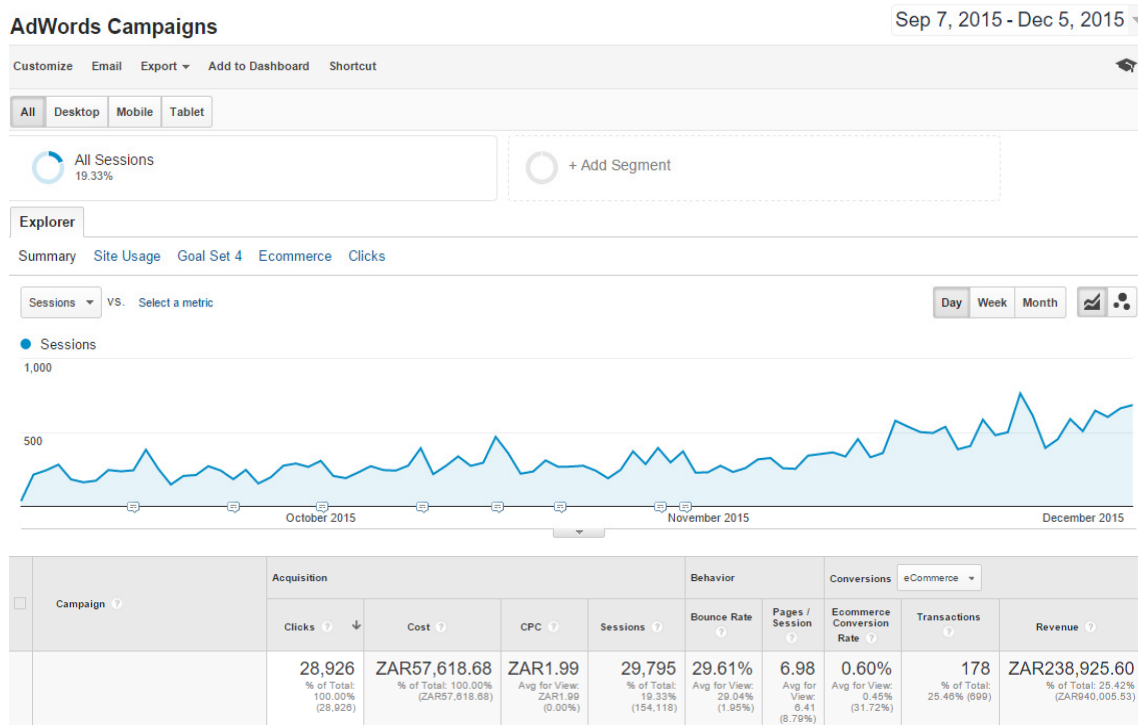 AdWords Campaigns
Sep 7, 2015 - Dec 5, 2015
Customize Email Export Add to Dashboard Shortcut
All Desktop Mobile Tablet
All Sessions
19.33%
+ Add Segment
Explorer
Summary Site Usage Goal Set 4 Ecommerce Clicks
Sessions VS. Select a metric
Day Week Month
Sessions
1,000
500
October 2015 November 2015 December 2015
Acquisition Behavior Conversions eCommerce
Campaign ?
Clicks ? Cost ? CPC ? Sessions ? Bounce Rate ? Pages / Session ? Ecommerce Conversion Rate ? Transactions ? Revenue ?
28,926 ZAR57,618.68 ZAR1.99 29,795 29.61% 6.98 0.60% 178 ZAR238,925.60
% of Total: 100.00% (28,926)
% of Total: 100.00% (ZAR57,618.68)
Avg for View: ZAR1.99 (0.00%)
% of Total: 19.33% (154,118)
Avg for View: 29.04% (1.95%)
Avg for View: 6.41 (8.79%)
Avg for View: 0.45% (31.72%)
% of Total: 25.46% (699)
% of Total: 25.42% (ZAR940,005.53)